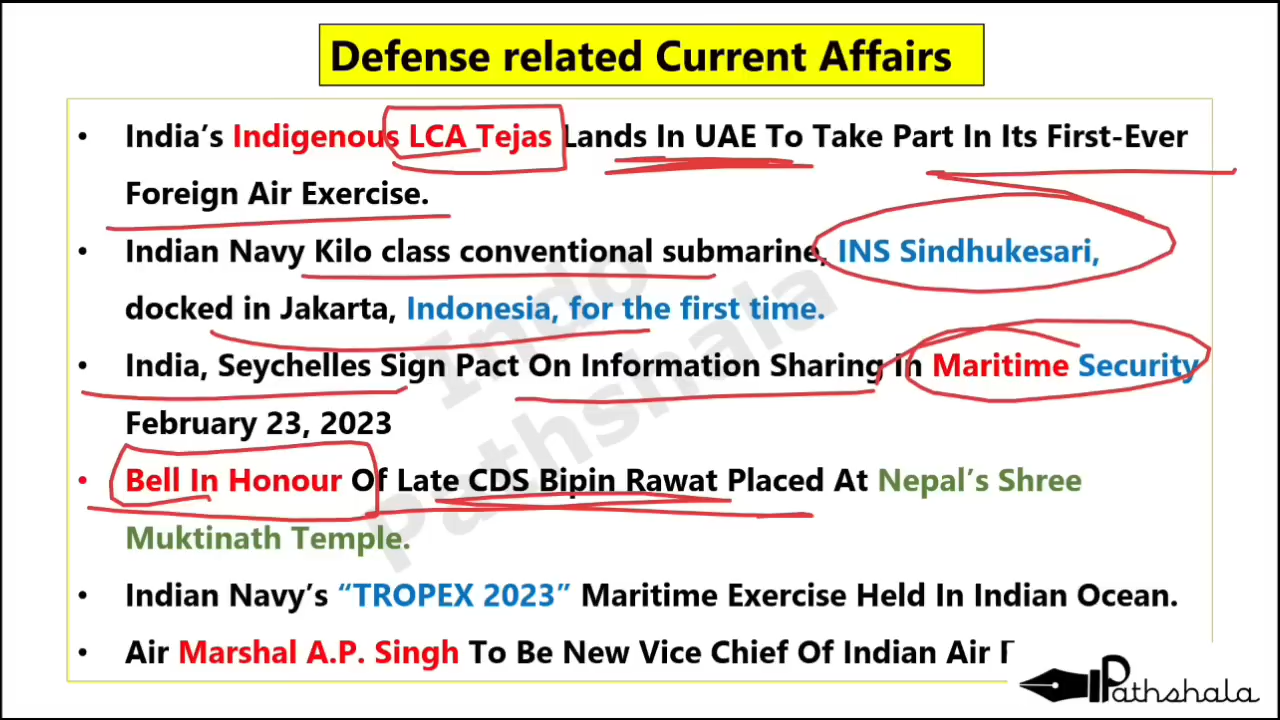 Defense related Current Affairs
• India's Indigenous LCA Tejas Lands In UAE To Take Part In Its First-Ever
Foreign Air Exercise.
• Indian Navy Kilo class conventional submarine, INS Sindhukesari,
docked in Jakarta, Indonesia, for the first time.
• India, Seychelles Sign Pact On Information Sharing In Maritime Security
February 23, 2023
• Bell In Honour Of Late CDS Bipin Rawat Placed At Nepal's Shree
Muktinath Temple.
• Indian Navy's “TROPEX 2023” Maritime Exercise Held In Indian Ocean.
• Air Marshal A.P. Singh To Be New Vice Chief Of Indian Air
Pathshala
Indo Pathshala